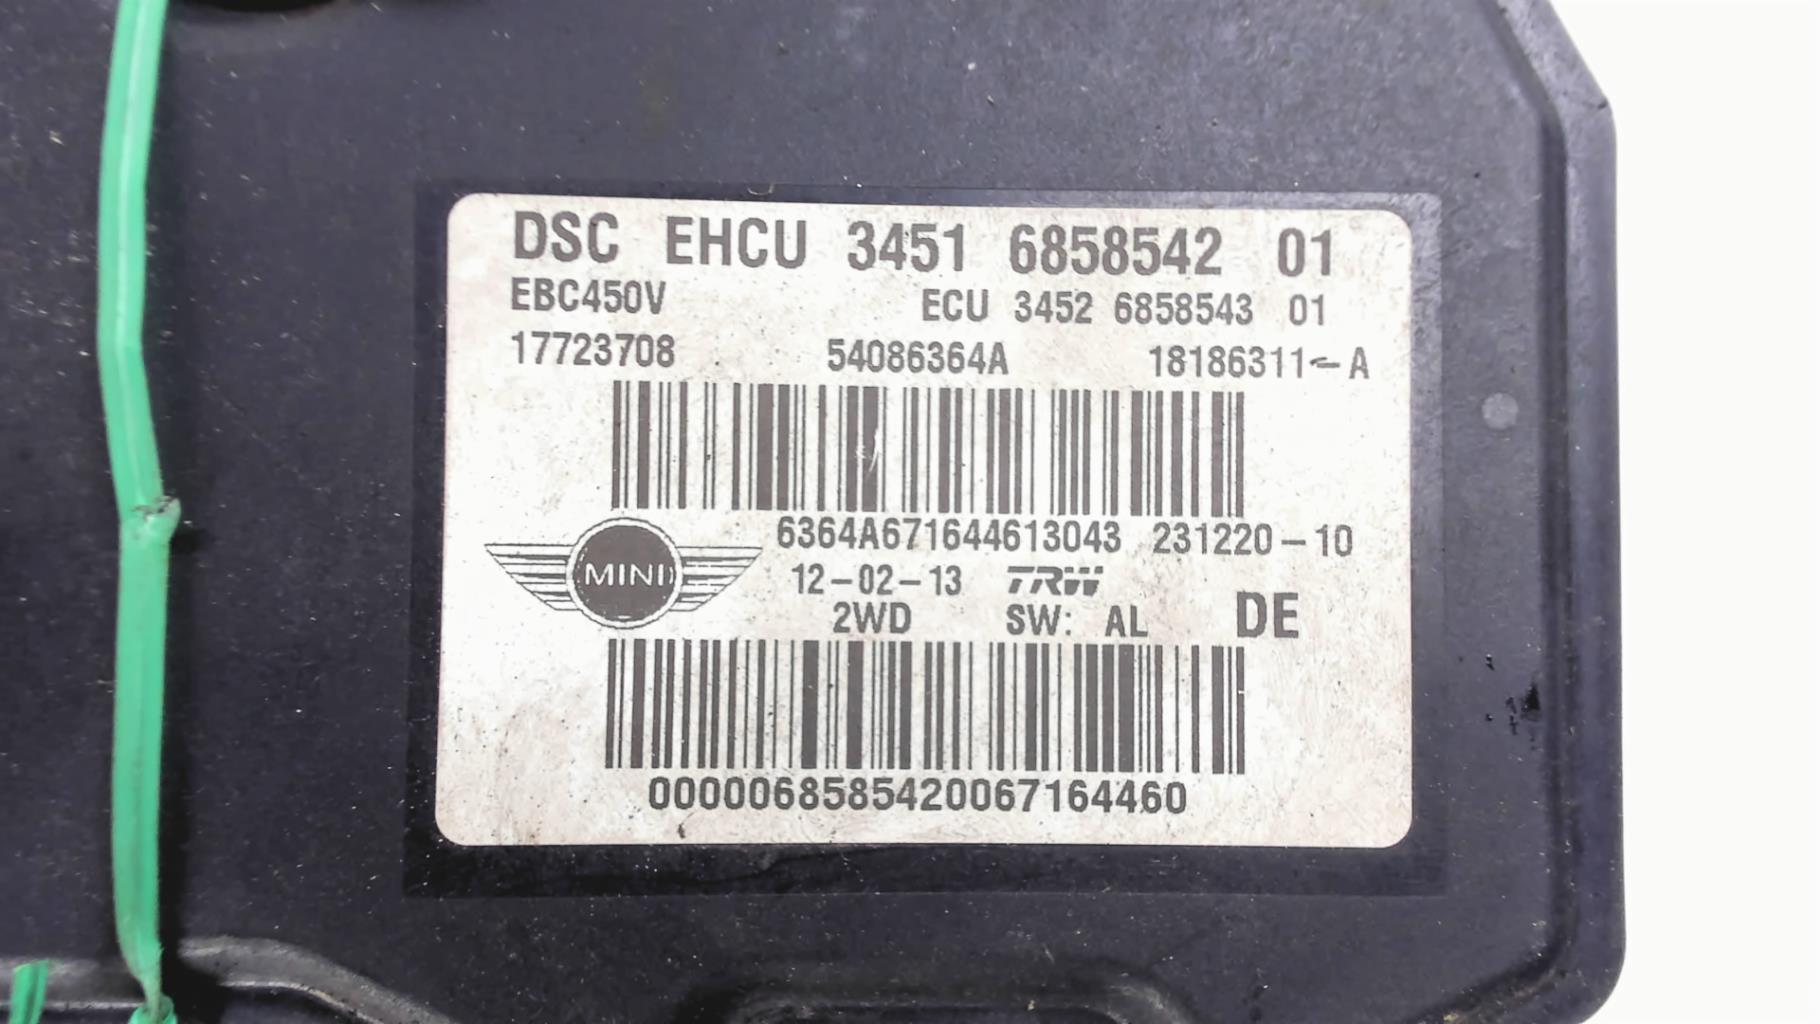 DSC EHCU 3451 6858542 01
EBC450V ECU 3452 6858543 01
17723708 54086364A 18186311-A
6364A671644613043 231220-10
MINI 12-02-13 TRW
2WD SW: AL DE
0000068585420067164460